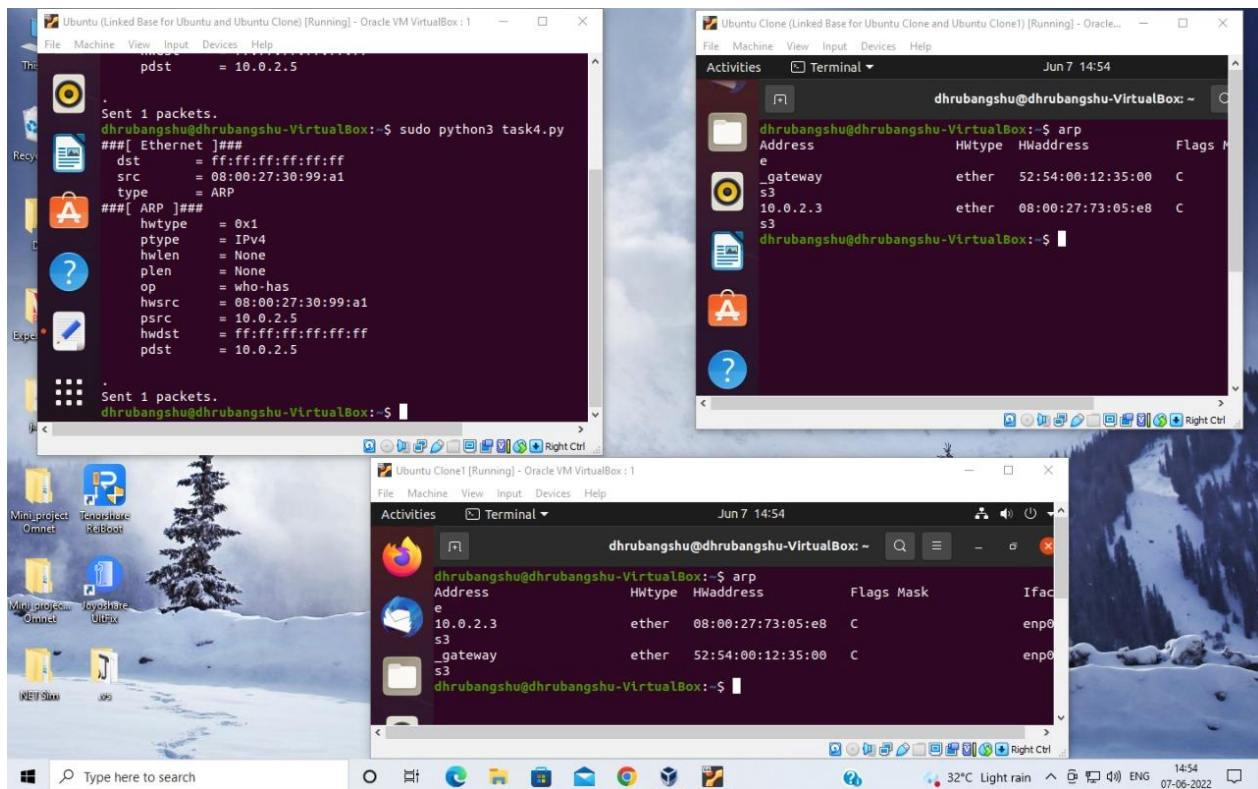 Ubuntu (Linked Base for Ubuntu and Ubuntu Clone) [Running] - Oracle VM VirtualBox : 1
File Machine View Input Devices Help
pdst = 10.0.2.5
.
Sent 1 packets.
dhrubangshu@dhrubangshu-VirtualBox:~$ sudo python3 task4.py
###[ Ethernet ]###
dst = ff:ff:ff:ff:ff:ff
src = 08:00:27:30:99:a1
type = ARP
###[ ARP ]###
hwtype = 0x1
ptype = IPv4
hwlen = None
plen = None
op = who-has
hwsrc = 08:00:27:30:99:a1
psrc = 10.0.2.5
hwdst = ff:ff:ff:ff:ff:ff
pdst = 10.0.2.5
.
Sent 1 packets.
dhrubangshu@dhrubangshu-VirtualBox:~$
Right Ctrl
Ubuntu Clone (Linked Base for Ubuntu Clone and Ubuntu Clone1) [Running] - Oracle...
File Machine View Input Devices Help
Activities Terminal Jun 7 14:54
dhrubangshu@dhrubangshu-VirtualBox: ~
dhrubangshu@dhrubangshu-VirtualBox:~$ arp
Address HWtype HWaddress Flags M
e
_gateway ether 52:54:00:12:35:00 C
s3
10.0.2.3 ether 08:00:27:73:05:e8 C
s3
dhrubangshu@dhrubangshu-VirtualBox:~$
Right Ctrl
Ubuntu Clone1 [Running] - Oracle VM VirtualBox : 1
File Machine View Input Devices Help
Activities Terminal Jun 7 14:54
dhrubangshu@dhrubangshu-VirtualBox: ~
dhrubangshu@dhrubangshu-VirtualBox:~$ arp
Address HWtype HWaddress Flags Mask Ifac
e
10.0.2.3 ether 08:00:27:73:05:e8 C enp0
s3
_gateway ether 52:54:00:12:35:00 C enp0
s3
dhrubangshu@dhrubangshu-VirtualBox:~$
Right Ctrl
Mini_project Omnet
Tenorshare ReiBoot
Mini_projec... Omnet
Joyoshare UltFix
INET Sim
Type here to search
32°C Light rain
ENG
14:54
07-06-2022